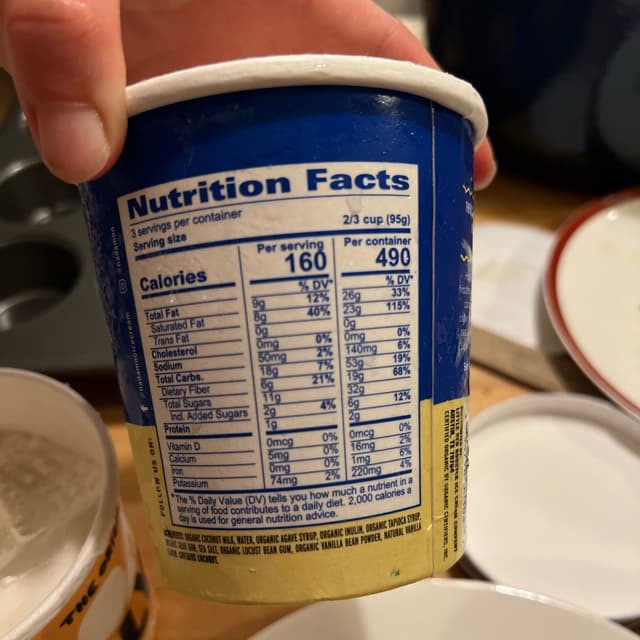 Nutrition Facts
3 servings per container
Serving size 2/3 cup (95g)
Per serving Per container
Calories 160 490
% DV* % DV*
Total Fat 9g 12% 26g 33%
Saturated Fat 8g 40% 23g 115%
Trans Fat 0g 0g
Cholesterol 0mg 0% 0mg 0%
Sodium 50mg 2% 140mg 6%
Total Carbs. 18g 7% 53g 19%
Dietary Fiber 6g 21% 19g 68%
Total Sugars 11g 32g
Incl. Added Sugars 2g 4% 6g 12%
Protein 1g 2g
Vitamin D 0mcg 0% 0mcg 0%
Calcium 5mg 0% 16mg 2%
Iron 0mg 0% 1mg 6%
Potassium 74mg 2% 220mg 4%
*The % Daily Value (DV) tells you how much a nutrient in a
serving of food contributes to a daily diet. 2,000 calories a
day is used for general nutrition advice.
ORGANIC COCONUT MILK, WATER, ORGANIC AGAVE SYRUP, ORGANIC INULIN, ORGANIC TAPIOCA SYRUP,
GUAR GUM, SEA SALT, ORGANIC LOCUST BEAN GUM, ORGANIC VANILLA BEAN POWDER, NATURAL VANILLA
CONTAINS COCONUT.
FOLLOW US ON:
CERTIFIED ORGANIC BY ORGANIC CERTIFIERS, INC.
THE